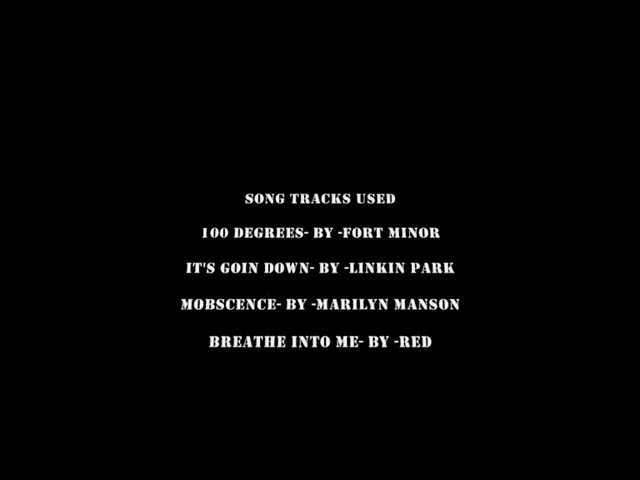 SONG TRACKS USED
100 DEGREES- BY -FORT MINOR
IT'S GOIN DOWN- BY -LINKIN PARK
MOBSCENCE- BY -MARILYN MANSON
BREATHE INTO ME- BY -RED